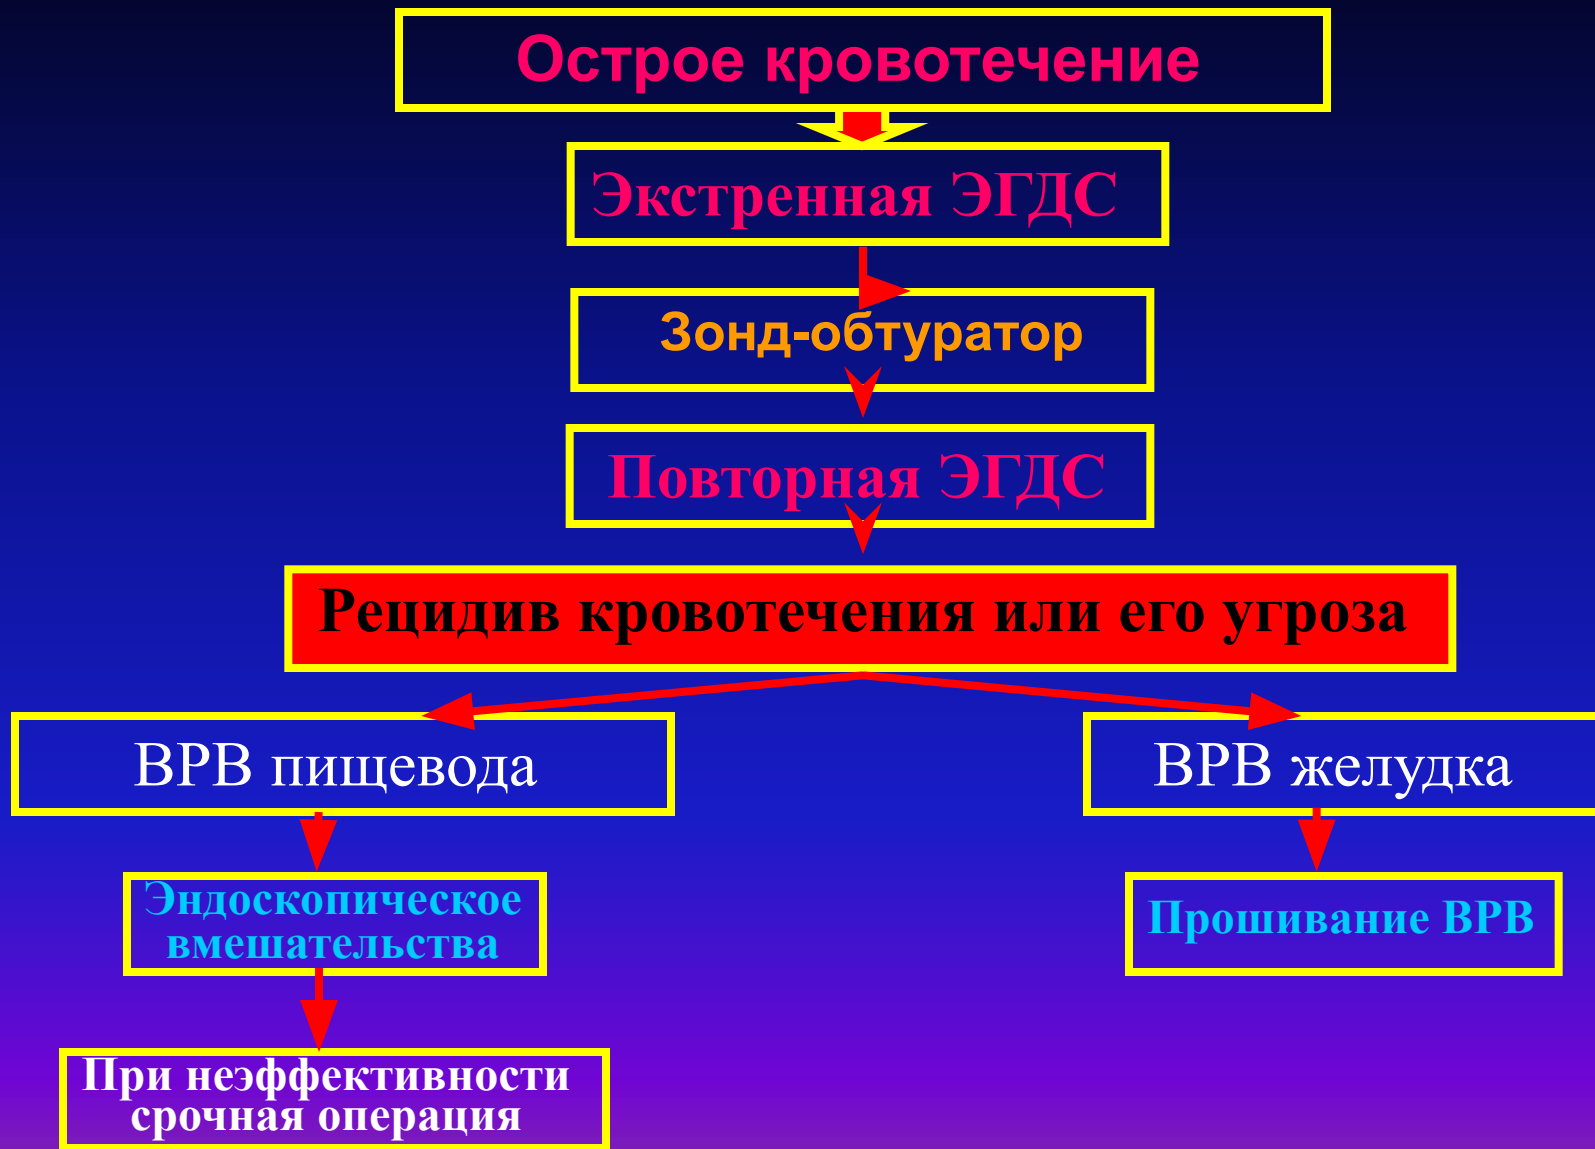 Острое кровотечение
Экстренная ЭГДС
Зонд-обтуратор
Повторная ЭГДС
Рецидив кровотечения или его угроза
ВРВ пищевода
ВРВ желудка
Эндоскопическое
вмешательства
Прошивание ВРВ
При неэффективности
срочная операция